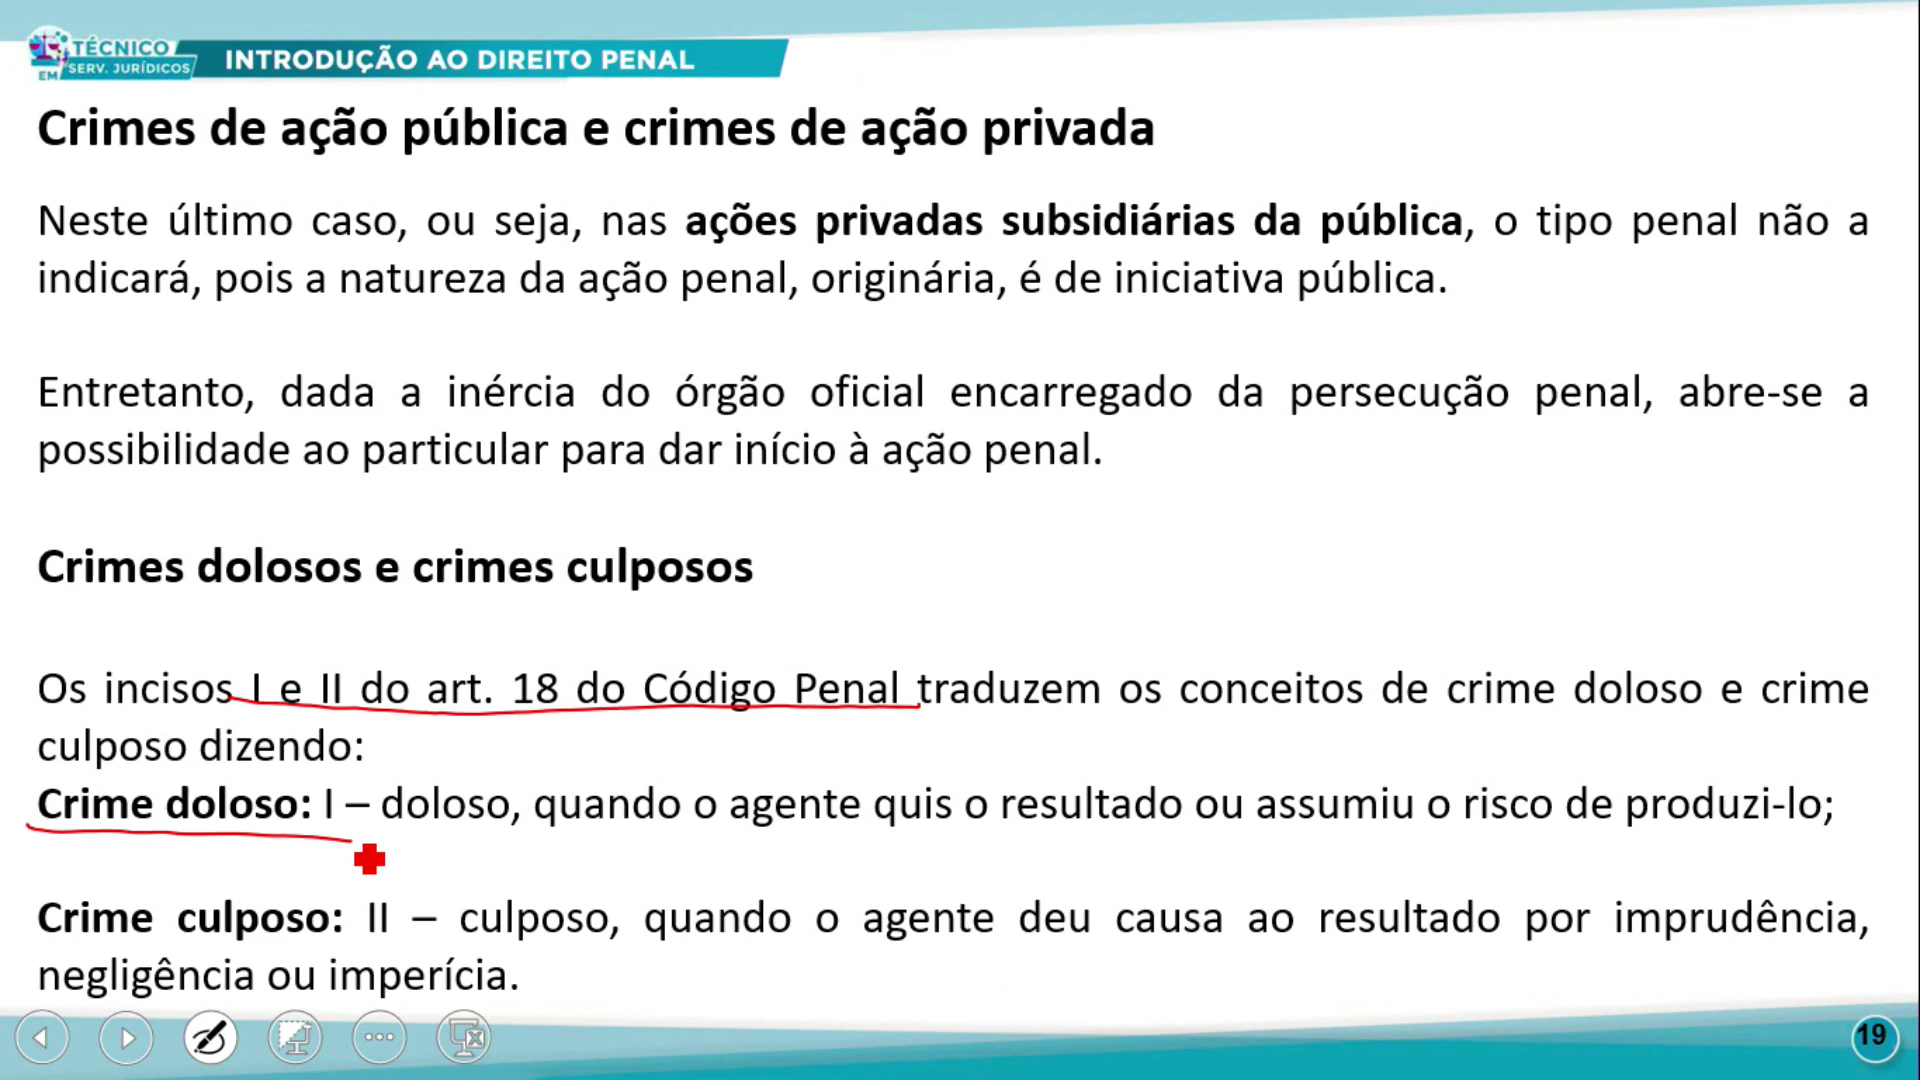 TÉCNICO
EM SERV. JURÍDICOS
INTRODUÇÃO AO DIREITO PENAL
Crimes de ação pública e crimes de ação privada
Neste último caso, ou seja, nas ações privadas subsidiárias da pública, o tipo penal não a
indicará, pois a natureza da ação penal, originária, é de iniciativa pública.
Entretanto, dada a inércia do órgão oficial encarregado da persecução penal, abre-se a
possibilidade ao particular para dar início à ação penal.
Crimes dolosos e crimes culposos
Os incisos I e II do art. 18 do Código Penal traduzem os conceitos de crime doloso e crime
culposo dizendo:
Crime doloso: I – doloso, quando o agente quis o resultado ou assumiu o risco de produzi-lo;
Crime culposo: II – culposo, quando o agente deu causa ao resultado por imprudência,
negligência ou imperícia.
19